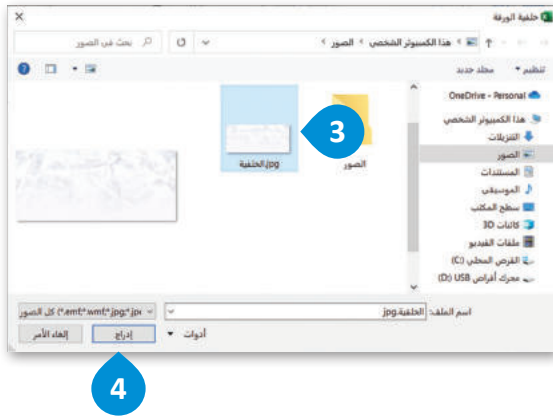 خلفية الورقة
هذا الكمبيوتر الشخصي > الصور >
بحث في الصور
تنظيم
مجلد جديد
OneDrive - Personal
هذا الكمبيوتر الشخصي
التنزيلات
الصور
المستندات
الموسيقى
سطح المكتب
كائنات 3D
ملفات الفيديو
القرص المحلي (C:)
محرك أقراص USB (D:)
الصور
الخلفية.jpg
3
اسم الملف:
الخلفية.jpg
كل الصور (*.emf;*.wmf;*.jpg;*.jpe
أدوات
إدراج
إلغاء الأمر
4